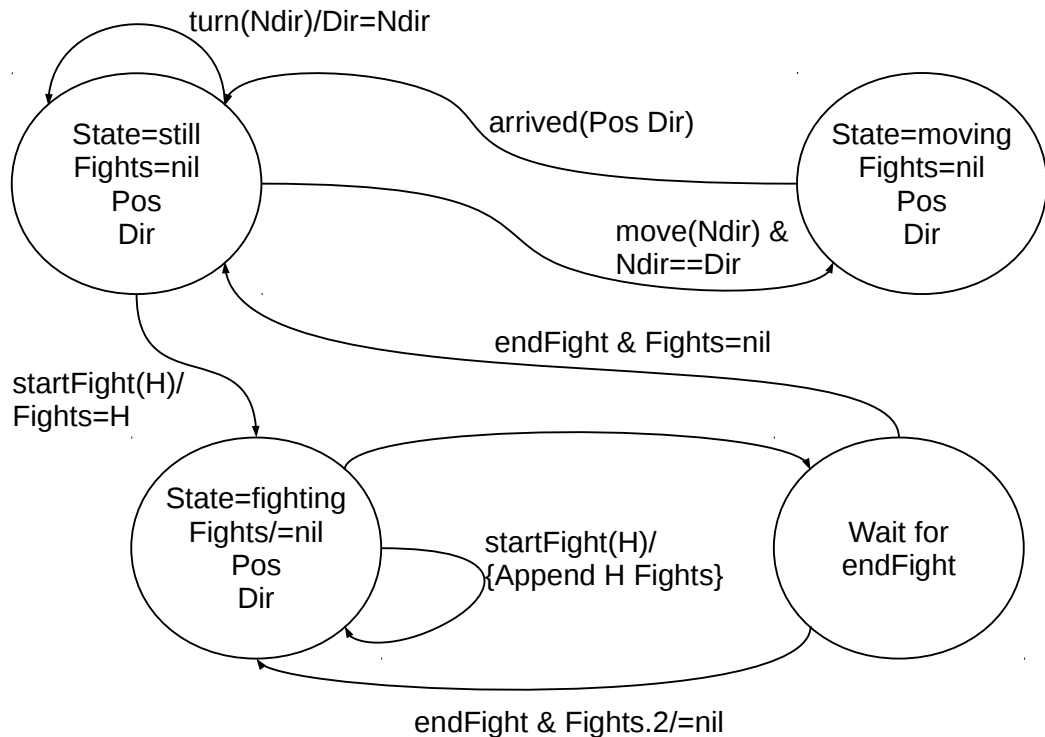 turn(Ndir)/Dir=Ndir
State=still
Fights=nil
Pos
Dir
arrived(Pos Dir)
State=moving
Fights=nil
Pos
Dir
move(Ndir) &
Ndir==Dir
endFight & Fights=nil
startFight(H)/
Fights=H
State=fighting
Fights/=nil
Pos
Dir
startFight(H)/
{Append H Fights}
Wait for
endFight
endFight & Fights.2/=nil